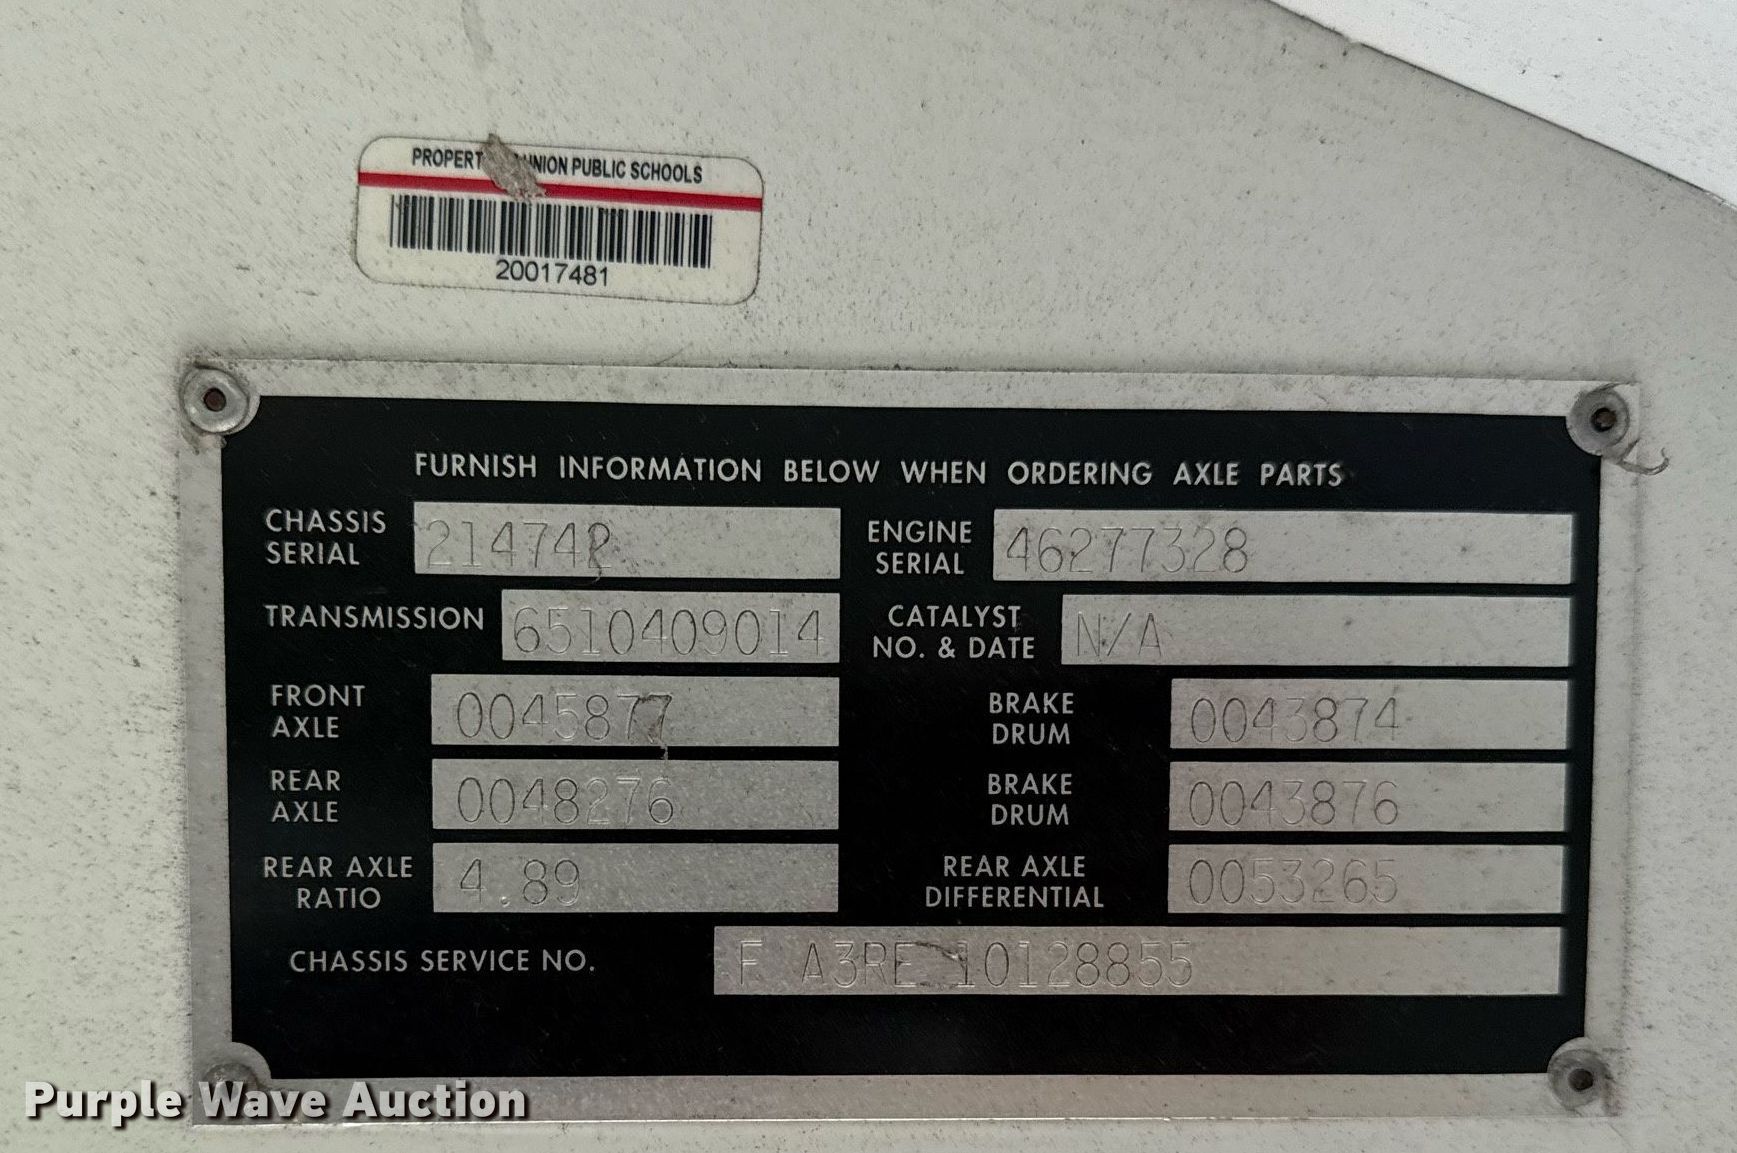 PROPERT UNION PUBLIC SCHOOLS
20017481
FURNISH INFORMATION BELOW WHEN ORDERING AXLE PARTS
CHASSIS SERIAL 214742
ENGINE SERIAL 46277328
TRANSMISSION 6510409014
CATALYST NO. & DATE N/A
FRONT AXLE 0045877
BRAKE DRUM 0043874
REAR AXLE 0048276
BRAKE DRUM 0043876
REAR AXLE RATIO 4.89
REAR AXLE DIFFERENTIAL 0053265
CHASSIS SERVICE NO. F A3RE 10128855
Purple Wave Auction